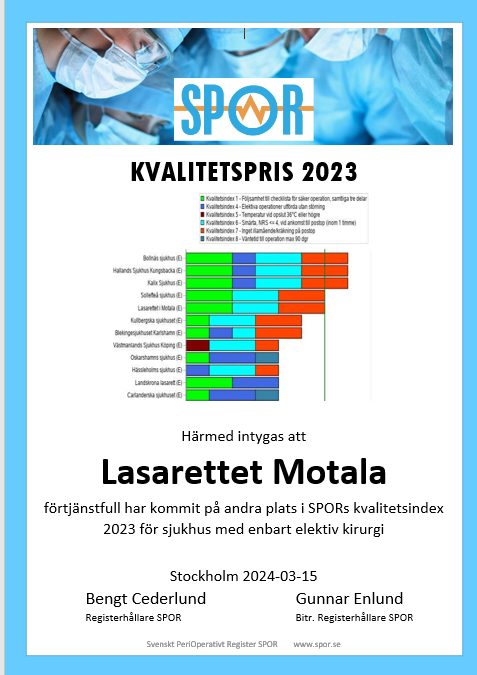 SPOR
KVALITETSPRIS 2023
Kvalitetsindex 1 - Följsamhet till checklista för säker operation, samtliga tre delar
Kvalitetsindex 4 - Elektiva operationer utförda utan störning
Kvalitetsindex 5 - Temperatur vid opslut 36°C eller högre
Kvalitetsindex 6 - Smärta, NRS <= 4, vid ankomst till postop (inom 1 timme)
Kvalitetsindex 7 - Inget illamående/kräkning på postop
Kvalitetsindex 8 - Väntetid till operation max 90 dgr
Bollnäs sjukhus (E)
Hallands Sjukhus Kungsbacka (E)
Kalix Sjukhus (E)
Sollefteå sjukhus (E)
Lasarettet i Motala (E)
Kullbergska sjukhuset (E)
Blekingesjukhuset Karlshamn (E)
Västmanlands Sjukhus Köping (E)
Oskarshamns sjukhus (E)
Hässleholms sjukhus (E)
Landskrona lasarett (E)
Carlanderska sjukhuset (E)
Härmed intygas att
Lasarettet Motala
förtjänstfull har kommit på andra plats i SPORs kvalitetsindex
2023 för sjukhus med enbart elektiv kirurgi
Stockholm 2024-03-15
Bengt Cederlund Gunnar Enlund
Registerhållare SPOR Bitr. Registerhållare SPOR
Svenskt PeriOperativt Register SPOR www.spor.se